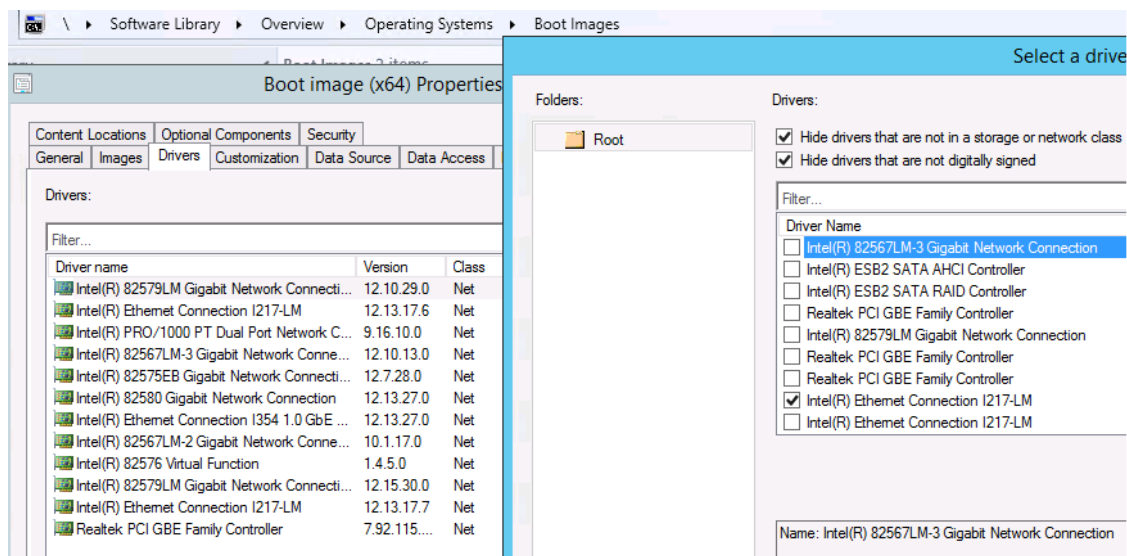 \ Software Library Overview Operating Systems Boot Images
Boot image (x64) Properties
Content Locations Optional Components Security
General Images Drivers Customization Data Source Data Access
Drivers:
Filter...
Driver name Version Class
Intel(R) 82579LM Gigabit Network Connecti... 12.10.29.0 Net
Intel(R) Ethernet Connection I217-LM 12.13.17.6 Net
Intel(R) PRO/1000 PT Dual Port Network C... 9.16.10.0 Net
Intel(R) 82567LM-3 Gigabit Network Conne... 12.10.13.0 Net
Intel(R) 82575EB Gigabit Network Connecti... 12.7.28.0 Net
Intel(R) 82580 Gigabit Network Connection 12.13.27.0 Net
Intel(R) Ethernet Connection I354 1.0 GbE ... 12.13.27.0 Net
Intel(R) 82567LM-2 Gigabit Network Conne... 10.1.17.0 Net
Intel(R) 82576 Virtual Function 1.4.5.0 Net
Intel(R) 82579LM Gigabit Network Connecti... 12.15.30.0 Net
Intel(R) Ethernet Connection I217-LM 12.13.17.7 Net
Realtek PCI GBE Family Controller 7.92.115.... Net
Select a drive
Folders:
Root
Drivers:
Hide drivers that are not in a storage or network class
Hide drivers that are not digitally signed
Filter...
Driver Name
Intel(R) 82567LM-3 Gigabit Network Connection
Intel(R) ESB2 SATA AHCI Controller
Intel(R) ESB2 SATA RAID Controller
Realtek PCI GBE Family Controller
Intel(R) 82579LM Gigabit Network Connection
Realtek PCI GBE Family Controller
Realtek PCI GBE Family Controller
Intel(R) Ethernet Connection I217-LM
Intel(R) Ethernet Connection I217-LM
Name: Intel(R) 82567LM-3 Gigabit Network Connection